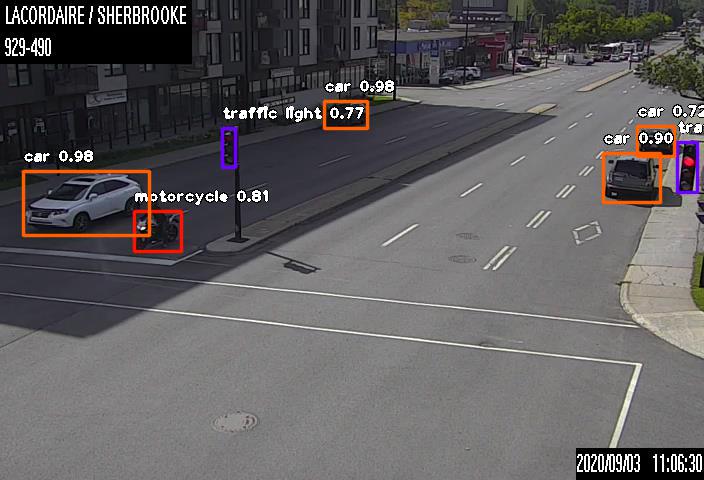 LACORDAIRE / SHERBROOKE
929-490
car 0.98
traffic light 0.77
car 0.72
tra
car 0.90
car 0.98
motorcycle 0.81
2020/09/03 11:06:30